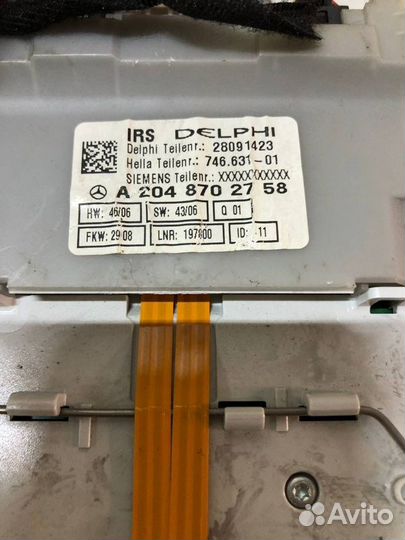 IRS DELPHI
Delphi Teilenr.: 28091423
Hella Teilenr.: 746.631-01
SIEMENS Teilenr.: XXXXXXXXXXX
A 204 870 27 58
HW: 46/06 SW: 43/06 Q 01
FKW: 29 08 LNR: 197800 ID: 11
Avito